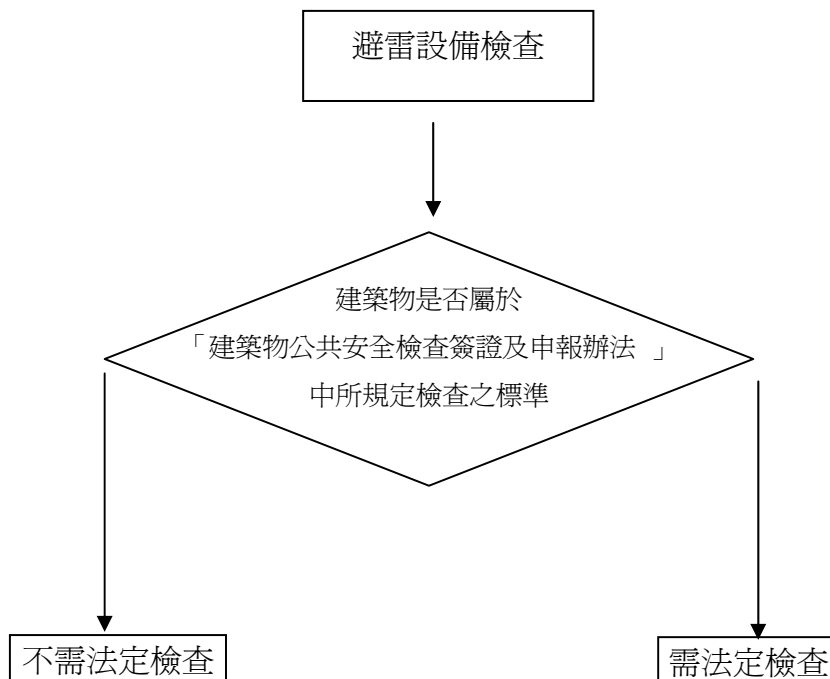 避雷設備檢查
建築物是否屬於
「建築物公共安全檢查簽證及申報辦法 」
中所規定檢查之標準
不需法定檢查
需法定檢查